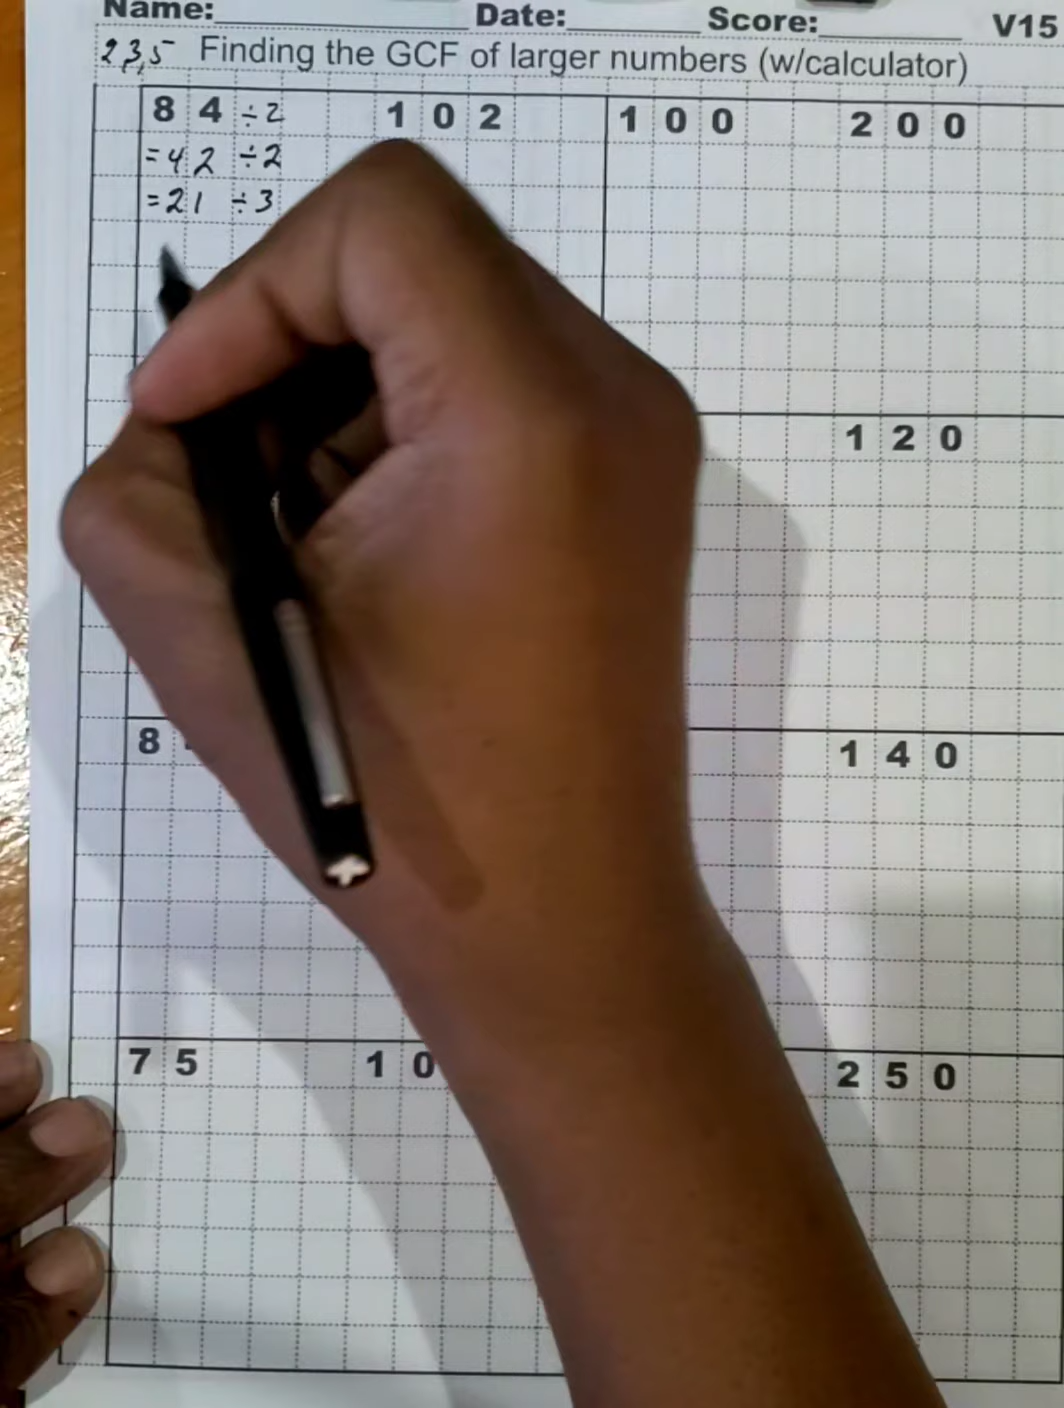 Name: Date: Score: V15
2,3,5 Finding the GCF of larger numbers (w/calculator)
84 ÷2 102 100 200
=42 ÷2
=21 ÷3
120
8 140
75 10 250